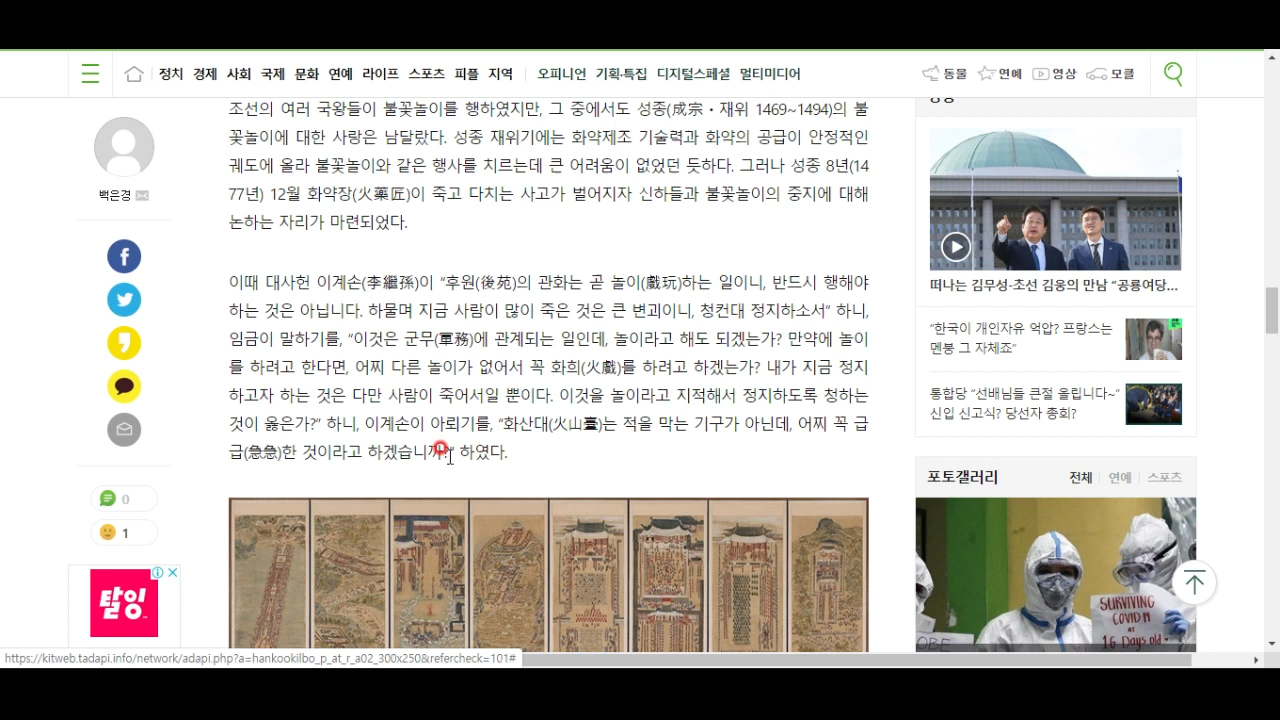 정치 경제 사회 국제 문화 연예 라이프 스포츠 피플 지역 오피니언 기획·특집 디지털스페셜 멀티미디어 동물 연예 영상 모클
조선의 여러 국왕들이 불꽃놀이를 행하였지만, 그 중에서도 성종(成宗·재위 1469~1494)의 불
꽃놀이에 대한 사랑은 남달랐다. 성종 재위기에는 화약제조 기술력과 화약의 공급이 안정적인
궤도에 올라 불꽃놀이와 같은 행사를 치르는데 큰 어려움이 없었던 듯하다. 그러나 성종 8년(14
77년) 12월 화약장(火藥匠)이 죽고 다치는 사고가 벌어지자 신하들과 불꽃놀이의 중지에 대해
논하는 자리가 마련되었다.
이때 대사헌 이계손(李繼孫)이 “후원(後苑)의 관화는 곧 놀이(戲玩)하는 일이니, 반드시 행해야
하는 것은 아닙니다. 하물며 지금 사람이 많이 죽은 것은 큰 변괴이니, 청컨대 정지하소서” 하니,
임금이 말하기를, “이것은 군무(軍務)에 관계되는 일인데, 놀이라고 해도 되겠는가? 만약에 놀이
를 하려고 한다면, 어찌 다른 놀이가 없어서 꼭 화희(火戲)를 하려고 하겠는가? 내가 지금 정지
하고자 하는 것은 다만 사람이 죽어서일 뿐이다. 이것을 놀이라고 지적해서 정지하도록 청하는
것이 옳은가?” 하니, 이계손이 아뢰기를, “화산대(火山臺)는 적을 막는 기구가 아닌데, 어찌 꼭 급
급(急急)한 것이라고 하겠습니까.” 하였다.
백은경
0
1
탈잉
떠나는 김무성-초선 김웅의 만남 “공룡여당...
“한국이 개인자유 억압? 프랑스는
멘붕 그 자체죠”
통합당 “선배님들 큰절 올립니다~”
신입 신고식? 당선자 총회?
포토갤러리 전체 연예 스포츠
SURVIVING
COVID 19
at
16 Days old
OBE
https://kitweb.tadapi.info/network/adapi.php?a=hankookilbo_p_at_r_a02_300x250&refercheck=101#